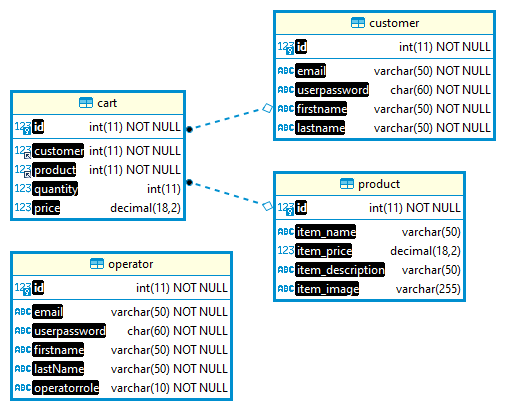 customer
123 id int(11) NOT NULL
ABC email varchar(50) NOT NULL
ABC userpassword char(60) NOT NULL
ABC firstname varchar(50) NOT NULL
ABC lastname varchar(50) NOT NULL
cart
123 id int(11) NOT NULL
123 customer int(11) NOT NULL
123 product int(11) NOT NULL
123 quantity int(11)
123 price decimal(18,2)
product
123 id int(11) NOT NULL
ABC item_name varchar(50)
123 item_price decimal(18,2)
ABC item_description varchar(50)
ABC item_image varchar(255)
operator
123 id int(11) NOT NULL
ABC email varchar(50) NOT NULL
ABC userpassword char(60) NOT NULL
ABC firstname varchar(50) NOT NULL
ABC lastName varchar(50) NOT NULL
ABC operatorrole varchar(10) NOT NULL